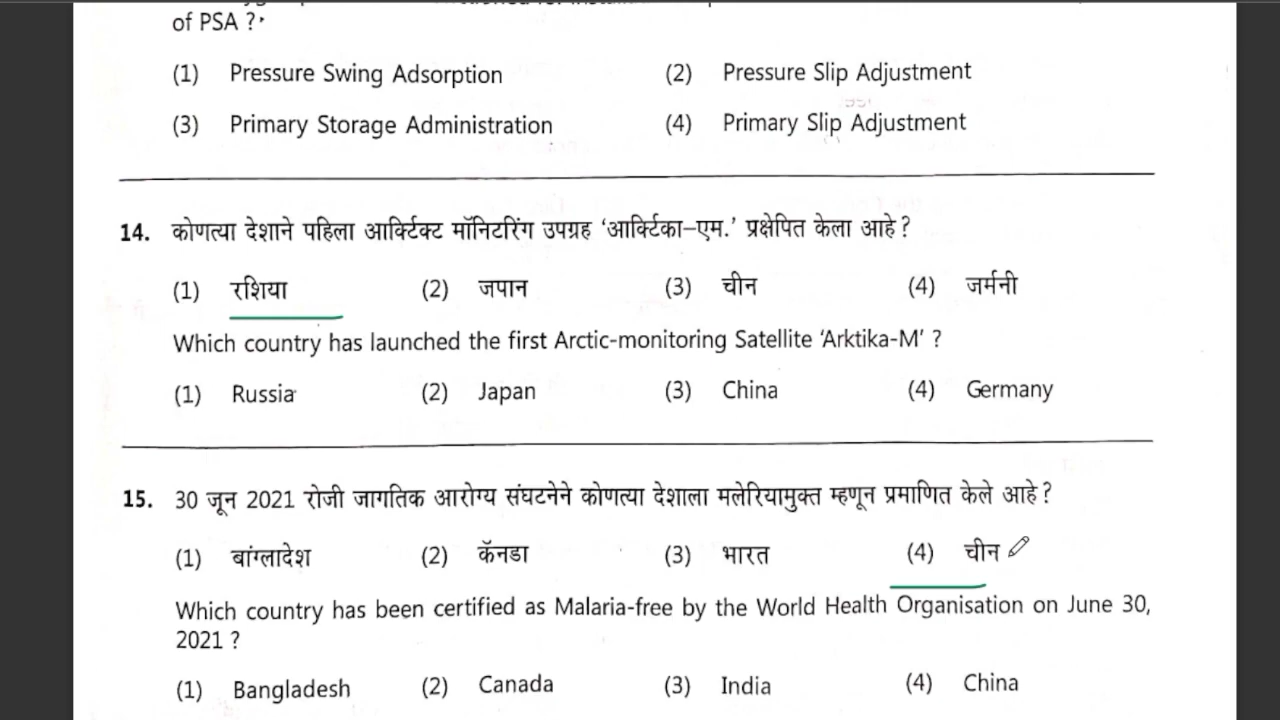 of PSA ?
(1) Pressure Swing Adsorption (2) Pressure Slip Adjustment
(3) Primary Storage Administration (4) Primary Slip Adjustment
14. कोणत्या देशाने पहिला आर्क्टिक्ट मॉनिटरिंग उपग्रह ‘आर्क्टिका–एम.’ प्रक्षेपित केला आहे ?
(1) रशिया (2) जपान (3) चीन (4) जर्मनी
Which country has launched the first Arctic-monitoring Satellite ‘Arktika-M’ ?
(1) Russia (2) Japan (3) China (4) Germany
15. 30 जून 2021 रोजी जागतिक आरोग्य संघटनेने कोणत्या देशाला मलेरियामुक्त म्हणून प्रमाणित केले आहे ?
(1) बांग्लादेश (2) कॅनडा (3) भारत (4) चीन
Which country has been certified as Malaria-free by the World Health Organisation on June 30,
2021 ?
(1) Bangladesh (2) Canada (3) India (4) China